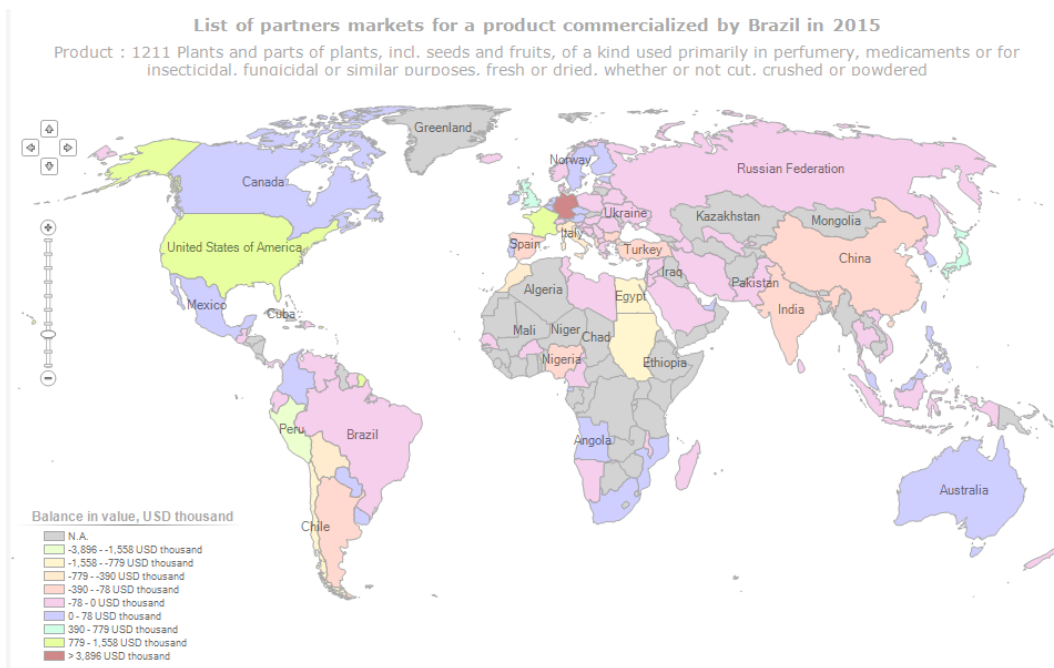 List of partners markets for a product commercialized by Brazil in 2015
Product : 1211 Plants and parts of plants, incl. seeds and fruits, of a kind used primarily in perfumery, medicaments or for
insecticidal, fungicidal or similar purposes, fresh or dried, whether or not cut, crushed or powdered
Greenland
Norway
Russian Federation
Canada
Ukraine
Kazakhstan
Mongolia
United States of America
Italy
Spain
Turkey
China
Iraq
Pakistan
Algeria
Egypt
Mexico
India
Cuba
Mali
Niger
Chad
Nigeria
Ethiopia
Peru
Brazil
Angola
Australia
Chile
Balance in value, USD thousand
N.A.
-3,896 - -1,558 USD thousand
-1,558 - -779 USD thousand
-779 - -390 USD thousand
-390 - -78 USD thousand
-78 - 0 USD thousand
0 - 78 USD thousand
390 - 779 USD thousand
779 - 1,558 USD thousand
> 3,896 USD thousand